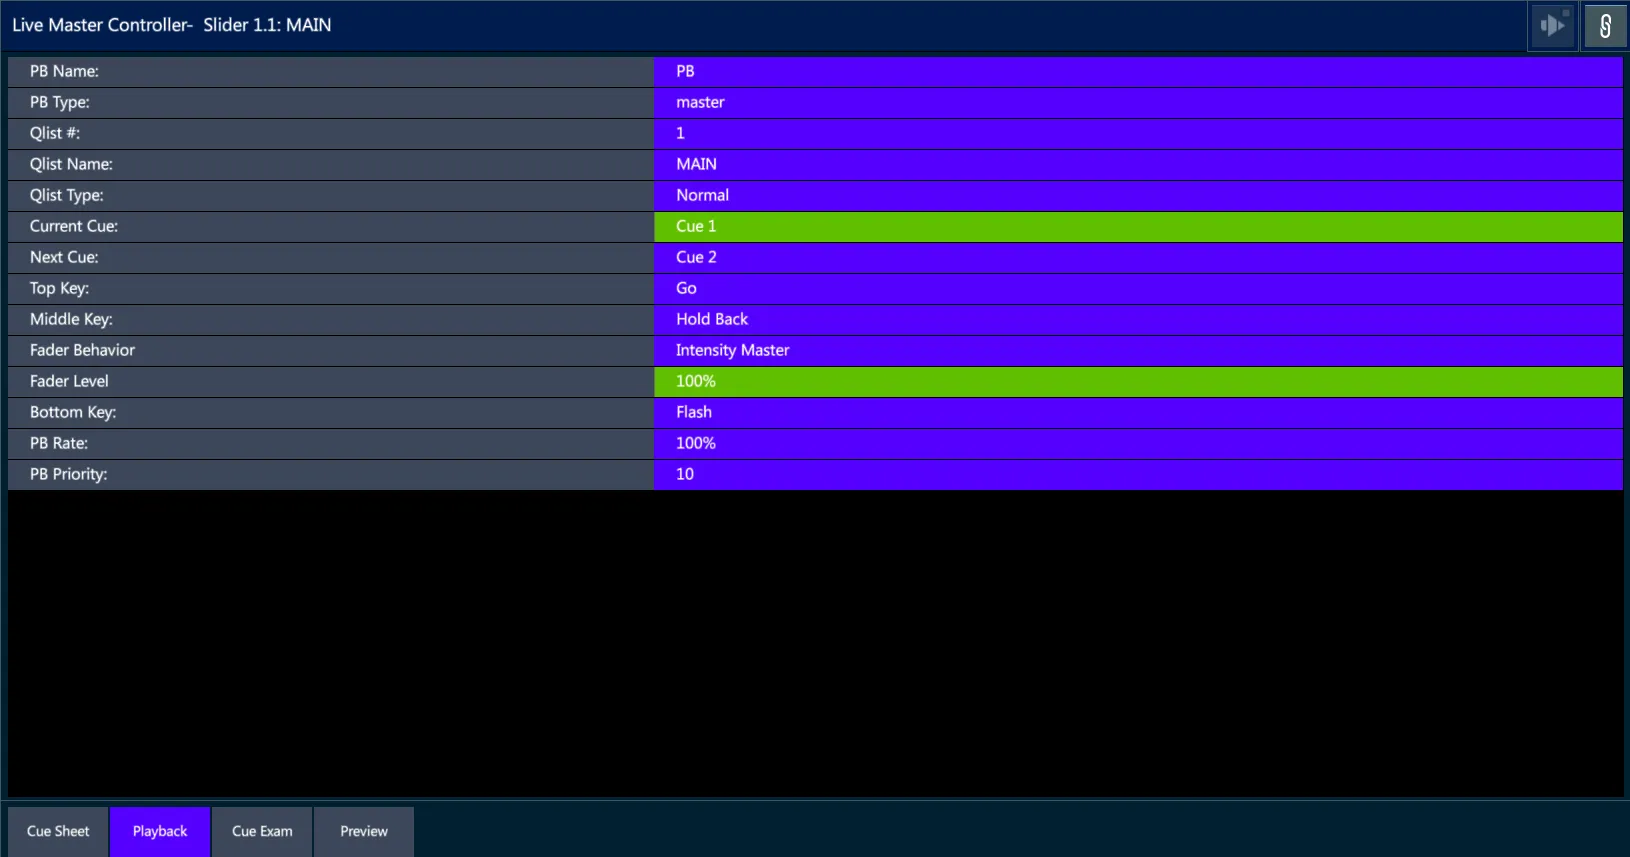 Live Master Controller-  Slider 1.1: MAIN
PB Name: PB
PB Type: master
Qlist #: 1
Qlist Name: MAIN
Qlist Type: Normal
Current Cue: Cue 1
Next Cue: Cue 2
Top Key: Go
Middle Key: Hold Back
Fader Behavior Intensity Master
Fader Level 100%
Bottom Key: Flash
PB Rate: 100%
PB Priority: 10
Cue Sheet Playback Cue Exam Preview